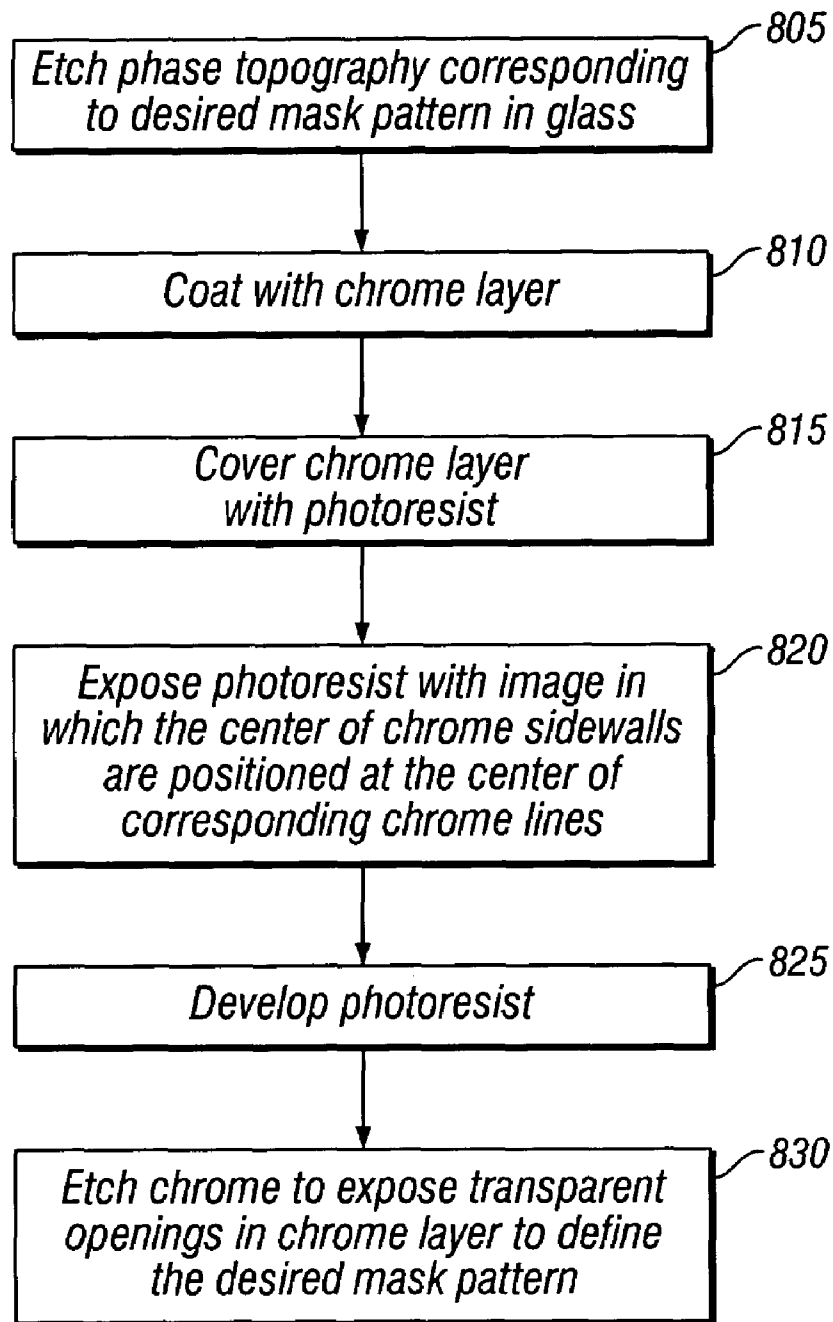 805
Etch phase topography corresponding
to desired mask pattern in glass
810
Coat with chrome layer
815
Cover chrome layer
with photoresist
820
Expose photoresist with image in
which the center of chrome sidewalls
are positioned at the center of
corresponding chrome lines
825
Develop photoresist
830
Etch chrome to expose transparent
openings in chrome layer to define
the desired mask pattern